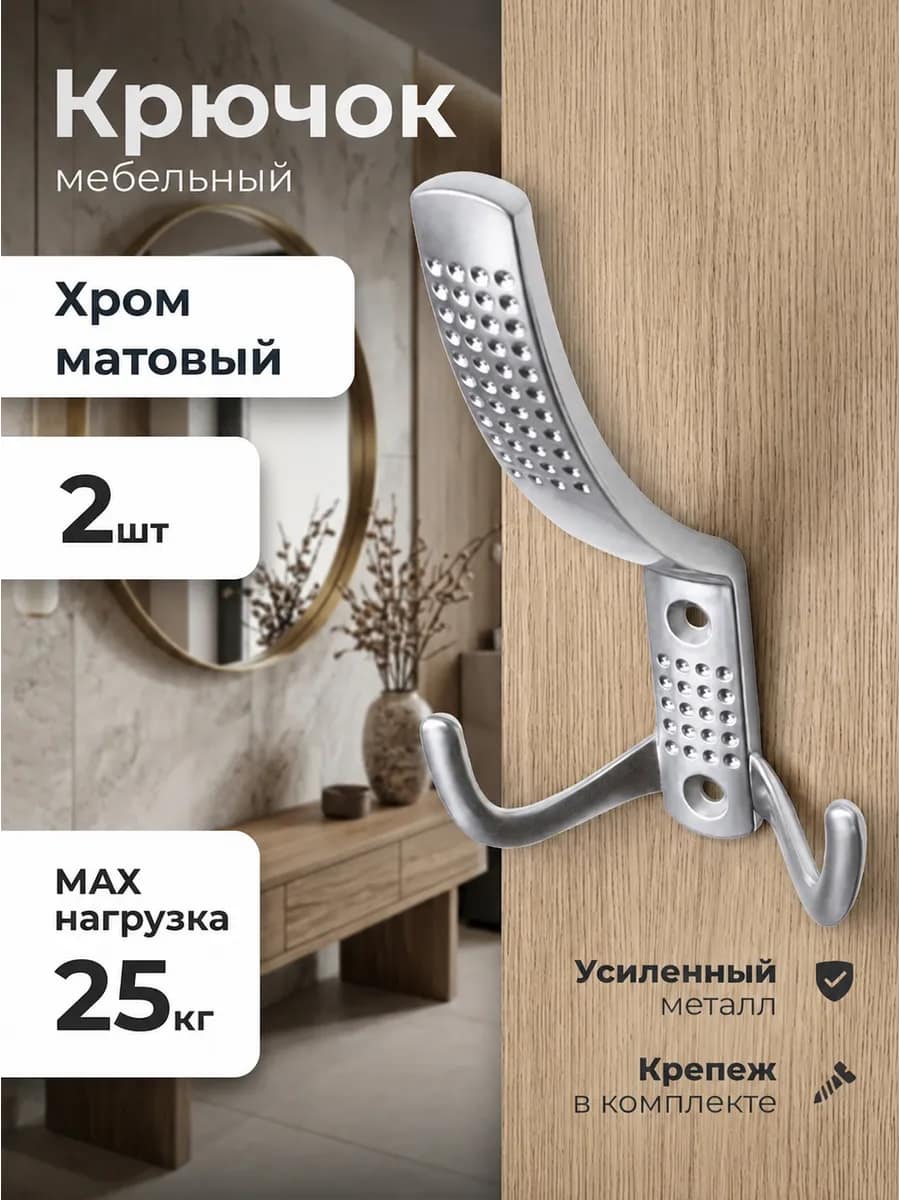 Крючок
мебельный
Хром
матовый
2шт
MAX
нагрузка
25кг
Усиленный
металл
Крепеж
в комплекте